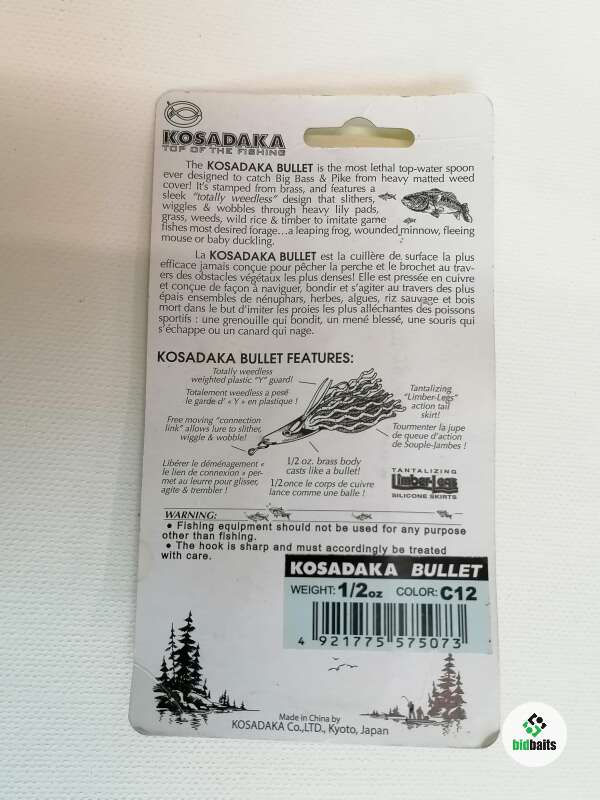 KOSADAKA
TOP OF THE FISHING
The KOSADAKA BULLET is the most lethal top-water spoon
ever designed to catch Big Bass & Pike from heavy matted weed
cover! It's stamped from brass, and features a
sleek "totally weedless" design that slithers,
wiggles & wobbles through heavy lily pads,
grass, weeds, wild rice & timber to imitate game
fishes most desired forage...a leaping frog, wounded minnow, fleeing
mouse or baby duckling.
La KOSADAKA BULLET est la cuillère de surface la plus
efficace jamais conçue pour pêcher la perche et le brochet au trav-
ers des obstacles végétaux les plus denses! Elle est pressée en cuivre
et conçue de façon à naviguer, bondir et s'agiter au travers des plus
épais ensembles de nénuphars, herbes, algues, riz sauvage et bois
mort dans le but d'imiter les proies les plus alléchantes des poissons
sportifs : une grenouille qui bondit, un mené blessé, une souris qui
s'échappe ou un canard qui nage.
KOSADAKA BULLET FEATURES:
Totally weedless
weighted plastic "Y" guard!
Totalement weedless a pesé
le garde d' « Y » en plastique !
Free moving "connection
link" allows lure to slither,
wiggle & wobble!
Libérer le déménagement «
le lien de connexion » per-
met au leurre pour glisser,
agite & trembler !
1/2 oz. brass body
casts like a bullet!
1/2 once le corps de cuivre
lance comme une balle !
Tantalizing
"Limber-Legs"
action tail
skirt!
Tourmenter la jupe
de queue d'action
de Souple-Jambes !
TANTALIZING
Limber-Legs
SILICONE SKIRTS
WARNING:
● Fishing equipment should not be used for any purpose
other than fishing.
● The hook is sharp and must accordingly be treated
with care.
KOSADAKA BULLET
WEIGHT: 1/2oz COLOR: C12
4 921775 575073
Made in China by
KOSADAKA Co.,LTD., Kyoto, Japan
bidbaits